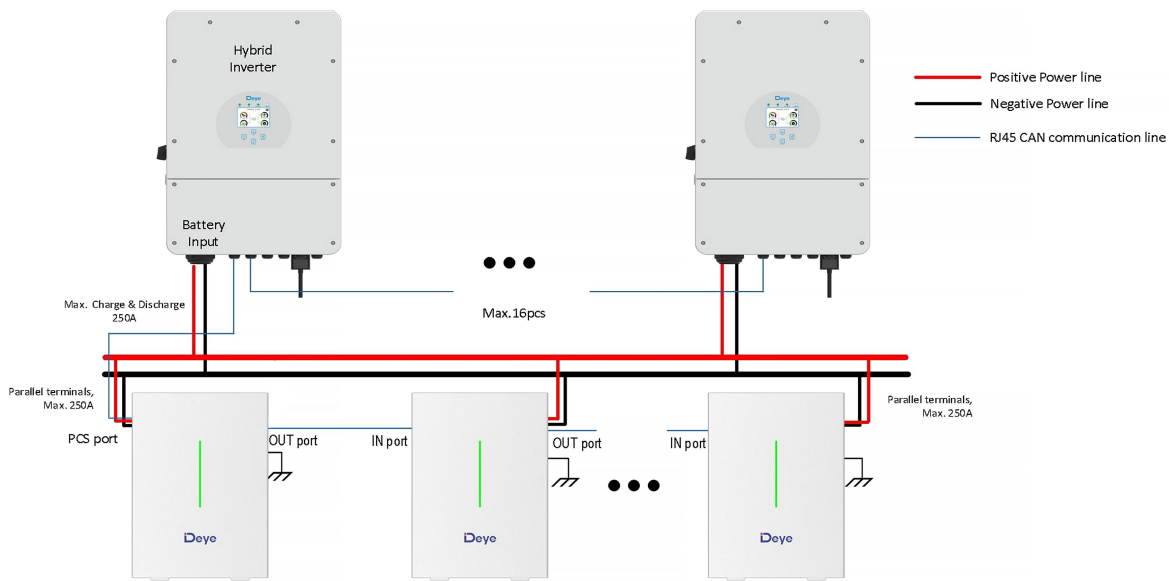 Hybrid
Inverter
Deye
Battery
Input
Deye
Positive Power line
Negative Power line
RJ45 CAN communication line
Max. Charge & Discharge
250A
Max.16pcs
Parallel terminals,
Max. 250A
Parallel terminals,
Max. 250A
PCS port
OUT port
IN port
OUT port
IN port
Deye
Deye
Deye